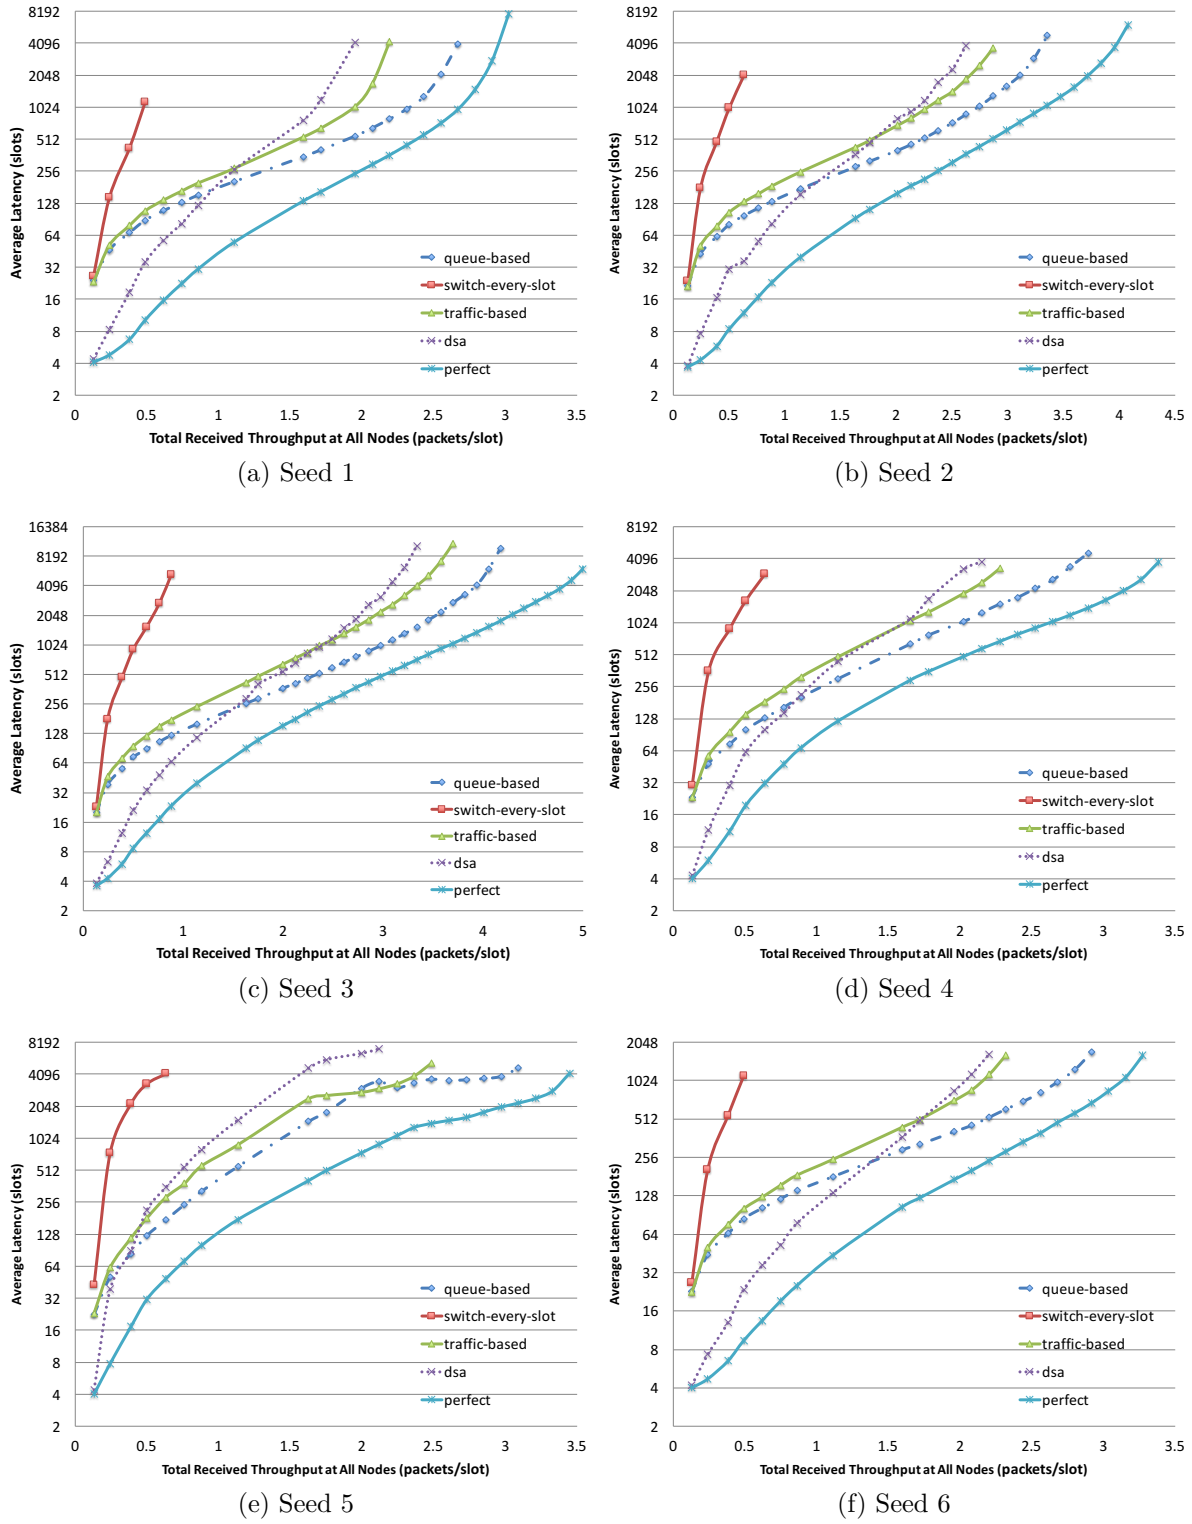 8192
4096
2048
1024
512
256
128
64
32
16
8
4
2
Average Latency (slots)
queue-based
switch-every-slot
traffic-based
dsa
perfect
0 0.5 1 1.5 2 2.5 3 3.5
Total Received Throughput at All Nodes (packets/slot)
(a) Seed 1
8192
4096
2048
1024
512
256
128
64
32
16
8
4
2
Average Latency (slots)
queue-based
switch-every-slot
traffic-based
dsa
perfect
0 0.5 1 1.5 2 2.5 3 3.5 4 4.5
Total Received Throughput at All Nodes (packets/slot)
(b) Seed 2
16384
8192
4096
2048
1024
512
256
128
64
32
16
8
4
2
Average Latency (slots)
queue-based
switch-every-slot
traffic-based
dsa
perfect
0 1 2 3 4 5
Total Received Throughput at All Nodes (packets/slot)
(c) Seed 3
8192
4096
2048
1024
512
256
128
64
32
16
8
4
2
Average Latency (slots)
queue-based
switch-every-slot
traffic-based
dsa
perfect
0 0.5 1 1.5 2 2.5 3 3.5
Total Received Throughput at All Nodes (packets/slot)
(d) Seed 4
8192
4096
2048
1024
512
256
128
64
32
16
8
4
2
Average Latency (slots)
queue-based
switch-every-slot
traffic-based
dsa
perfect
0 0.5 1 1.5 2 2.5 3 3.5
Total Received Throughput at All Nodes (packets/slot)
(e) Seed 5
2048
1024
512
256
128
64
32
16
8
4
2
Average Latency (slots)
queue-based
switch-every-slot
traffic-based
dsa
perfect
0 0.5 1 1.5 2 2.5 3 3.5
Total Received Throughput at All Nodes (packets/slot)
(f) Seed 6